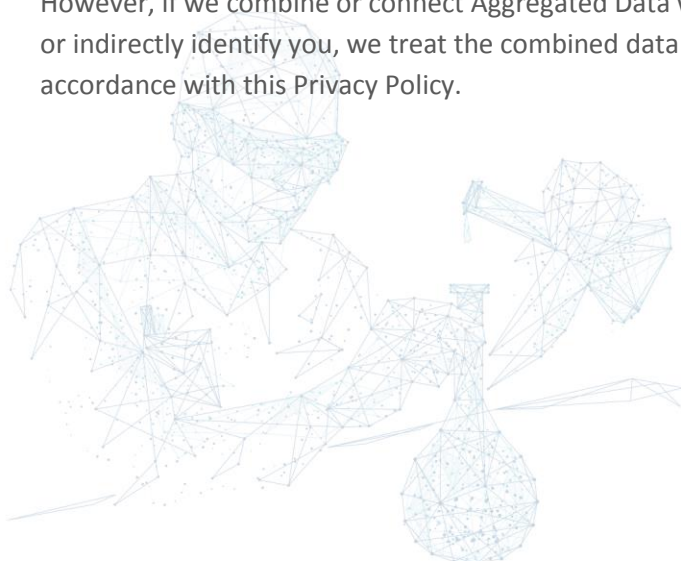 However, if we combine or connect Aggregated Data
or indirectly identify you, we treat the combined data
accordance with this Privacy Policy.